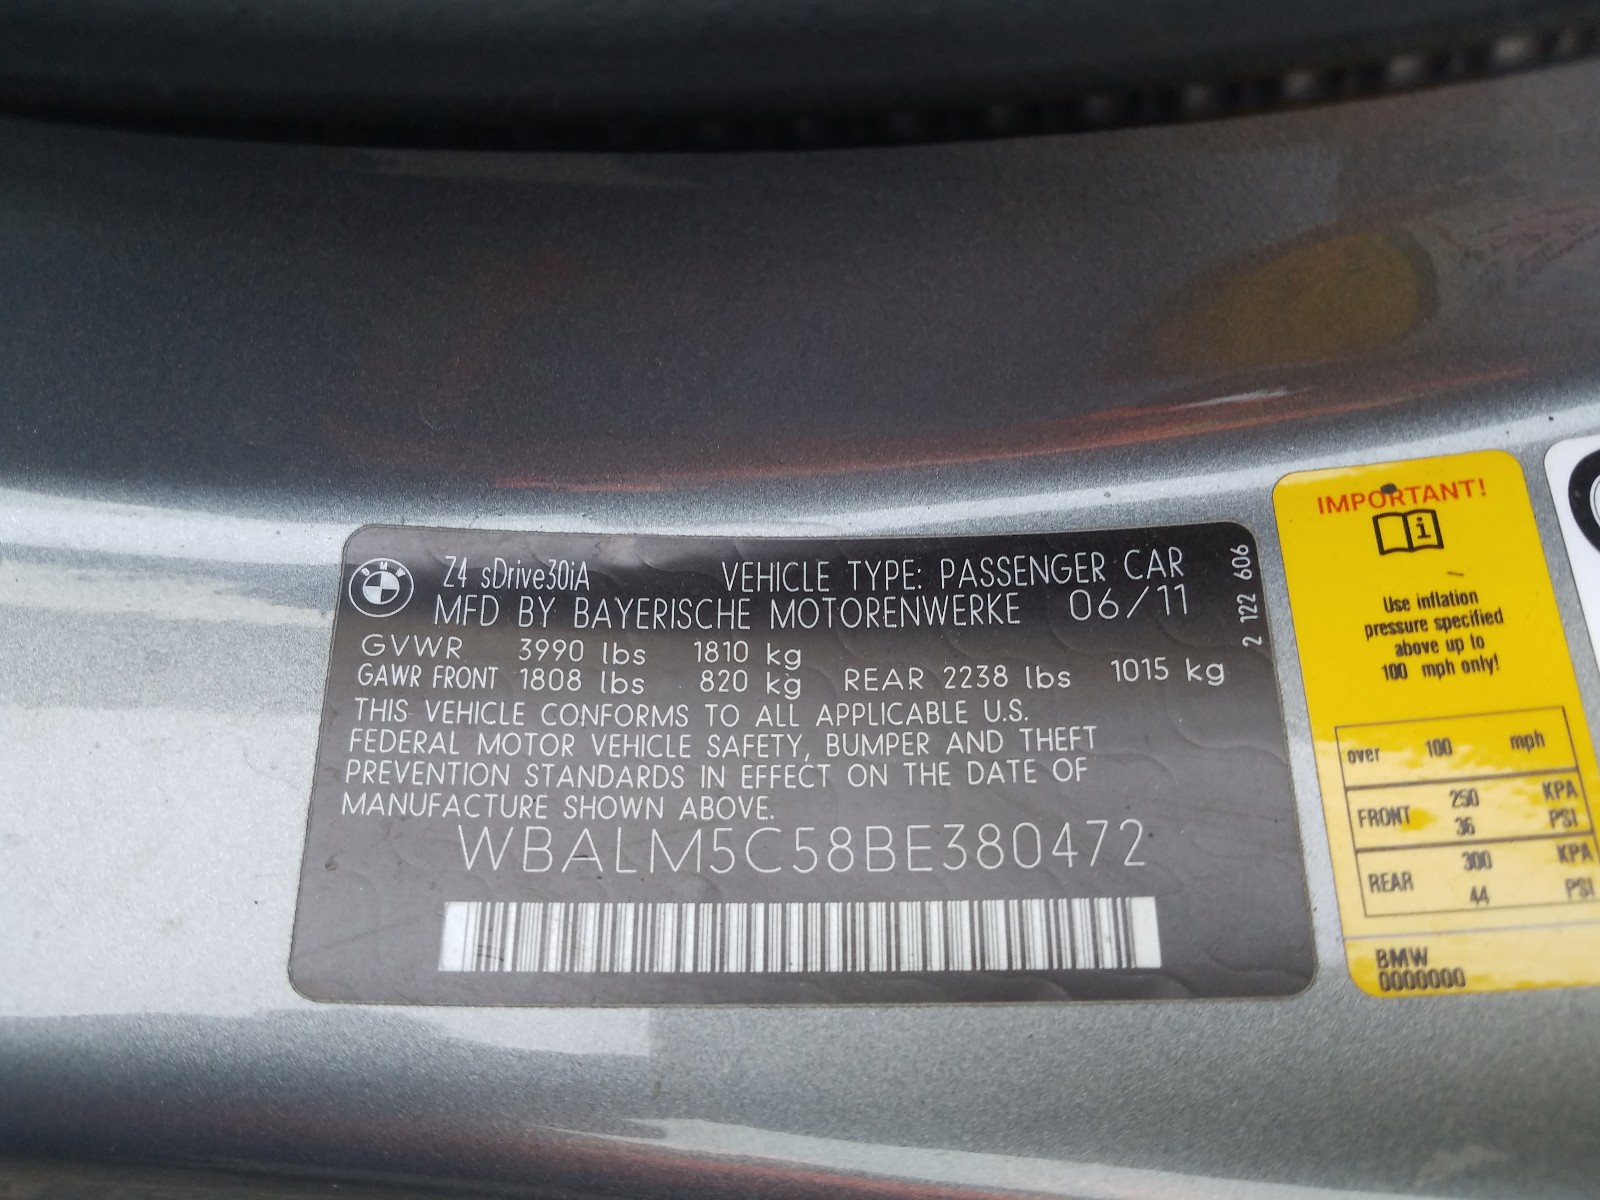 BMW
Z4 sDrive30iA VEHICLE TYPE: PASSENGER CAR
MFD BY BAYERISCHE MOTORENWERKE 06/11
GVWR 3990 lbs 1810 kg
GAWR FRONT 1808 lbs 820 kg REAR 2238 lbs 1015 kg
THIS VEHICLE CONFORMS TO ALL APPLICABLE U.S.
FEDERAL MOTOR VEHICLE SAFETY, BUMPER AND THEFT
PREVENTION STANDARDS IN EFFECT ON THE DATE OF
MANUFACTURE SHOWN ABOVE.
WBALM5C58BE380472
2 122 606
IMPORTANT!
i
Use inflation
pressure specified
above up to
100 mph only!
over 100 mph
FRONT 250 KPA
36 PSI
REAR 300 KPA
44 PSI
BMW
0000000